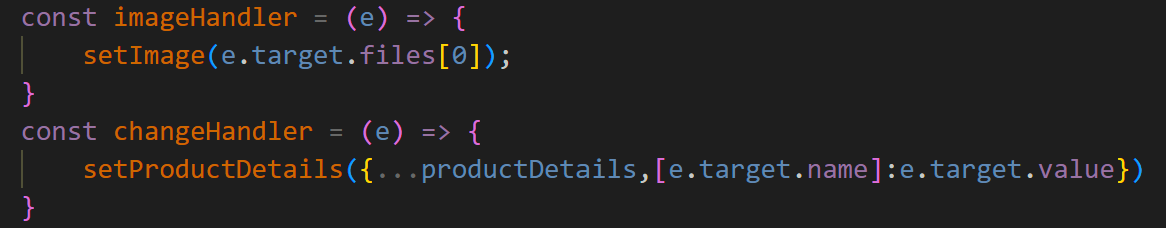 const imageHandler = (e) => {
    setImage(e.target.files[0]);
}
const changeHandler = (e) => {
    setProductDetails({...productDetails,[e.target.name]:e.target.value})
}